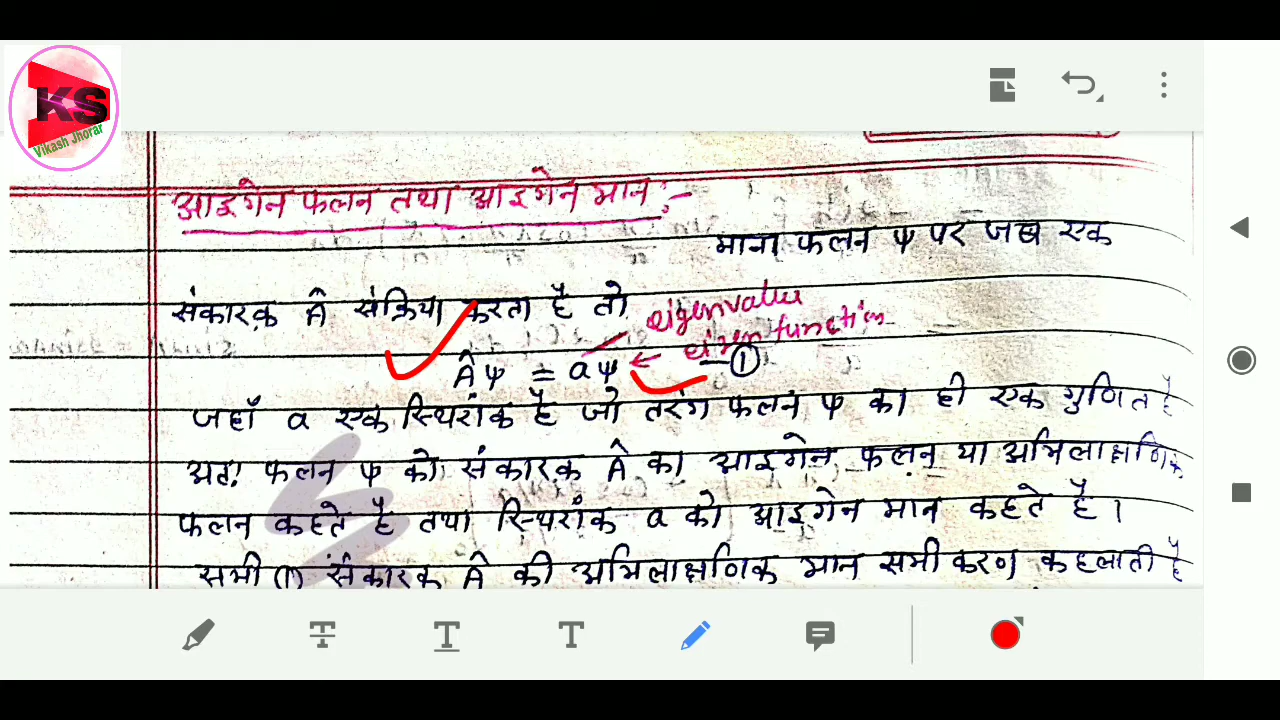 KS
Vikash Jhorar
आइगेन फलन तथा आइगेन मान:-
माना फलन ψ पर जब एक
संकारक Â संक्रिया करता है तो
eigenvalue
eigen function
Âψ = aψ —①
जहाँ a एक स्थिरांक है जो तरंग फलन ψ का ही एक गुणित है
अत: फलन ψ को संकारक Â का आइगेन फलन या अभिलाक्षणिक
फलन कहते है तथा स्थिरांक a को आइगेन मान कहते है।
समी (1) संकारक Â की अभिलाक्षणिक मान समीकरण कहलाती है